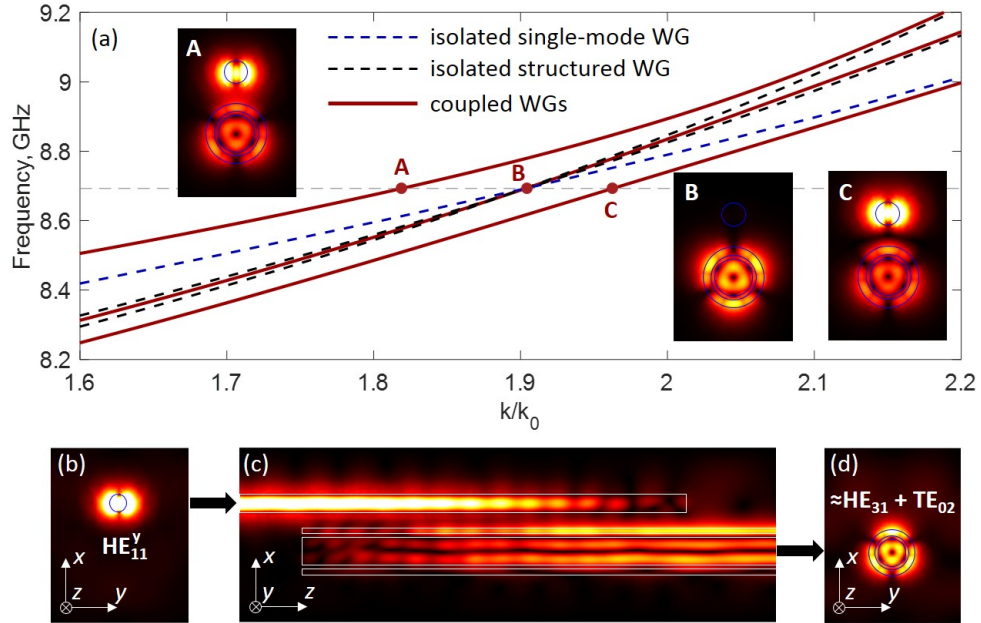 9.2
9
8.8
8.6
8.4
8.2
Frequency, GHz
(a)
A
isolated single-mode WG
isolated structured WG
coupled WGs
A
B
C
B
C
1.6 1.7 1.8 1.9 2 2.1 2.2
k/k₀
(b)
HE₁₁ʸ
x
z
y
(c)
x
y
z
(d)
≈HE₃₁ + TE₀₂
x
z
y